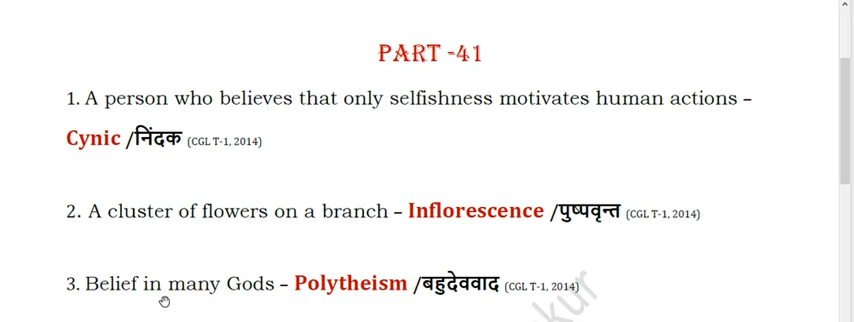 PART -41
1. A person who believes that only selfishness motivates human actions –
Cynic /निंदक (CGL T-1, 2014)
2. A cluster of flowers on a branch – Inflorescence /पुष्पवृन्त (CGL T-1, 2014)
3. Belief in many Gods – Polytheism /बहुदेववाद (CGL T-1, 2014)